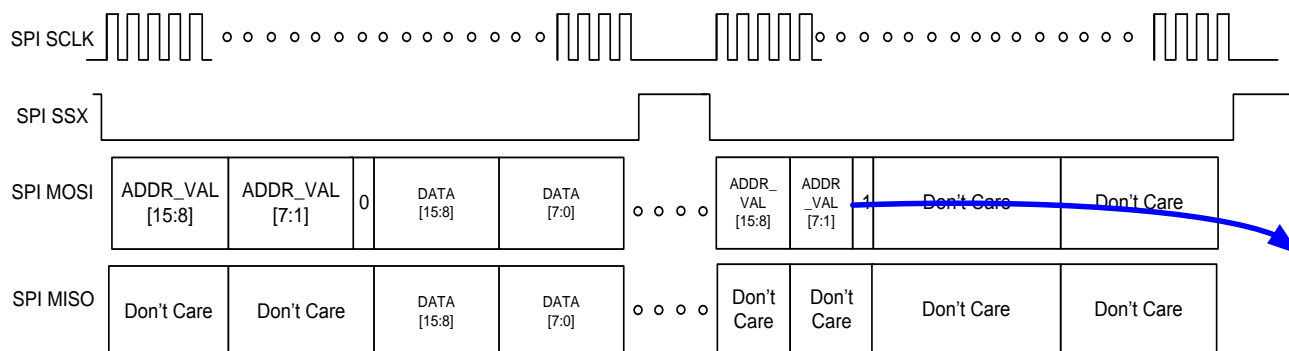 SPI SCLK
SPI SSX
SPI MOSI
ADDR_VAL
[15:8]
ADDR_VAL
[7:1]
0
DATA
[15:8]
DATA
[7:0]
ADDR_
VAL
[15:8]
ADDR
_VAL
[7:1]
1
Don't Care
Don't Care
SPI MISO
Don't Care
Don't Care
DATA
[15:8]
DATA
[7:0]
Don't
Care
Don't
Care
Don't Care
Don't Care